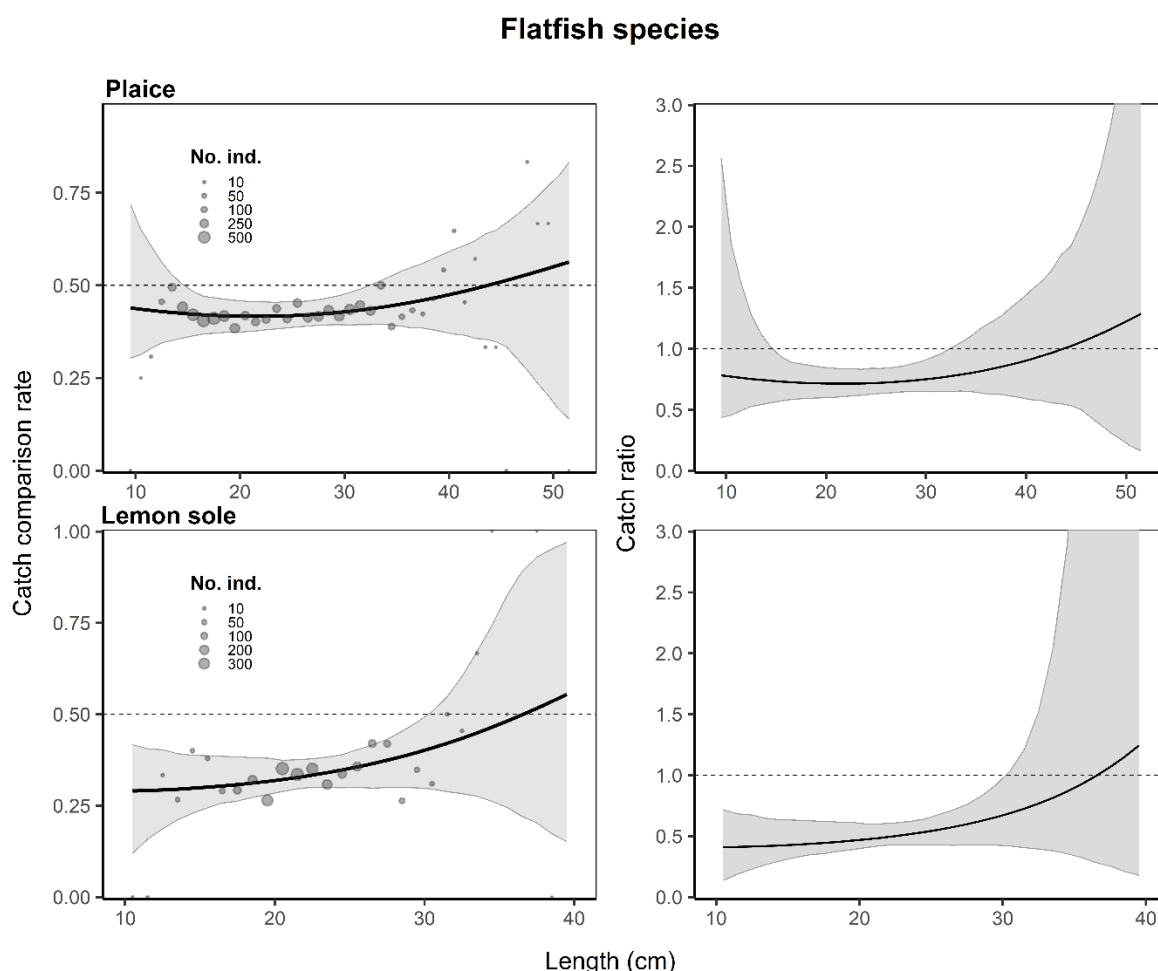 Flatfish species
Plaice
No. ind.
10
50
100
250
500
0.75
0.50
0.25
0.00
10 20 30 40 50
3.0
2.5
2.0
1.5
1.0
0.5
0.0
10 20 30 40 50
Catch comparison rate
Catch ratio
Lemon sole
No. ind.
10
50
100
200
300
1.00
0.75
0.50
0.25
0.00
10 20 30 40
3.0
2.5
2.0
1.5
1.0
0.5
0.0
10 20 30 40
Length (cm)